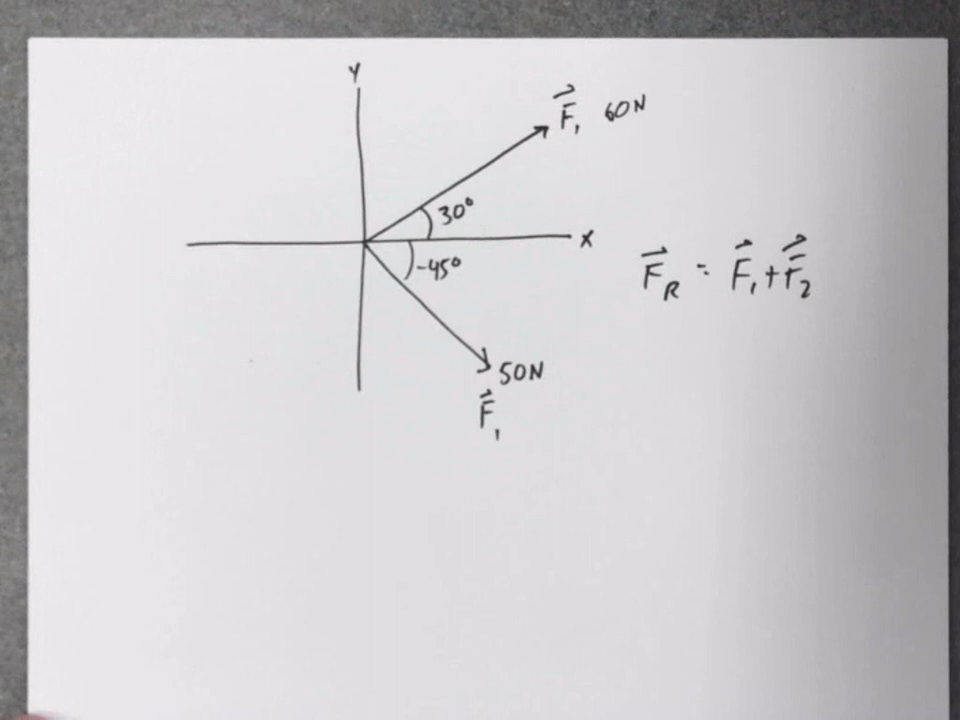 Y
F⃗₁ 60N
30°
X
-45°
F⃗R = F⃗₁+F⃗₂
50N
F⃗₁